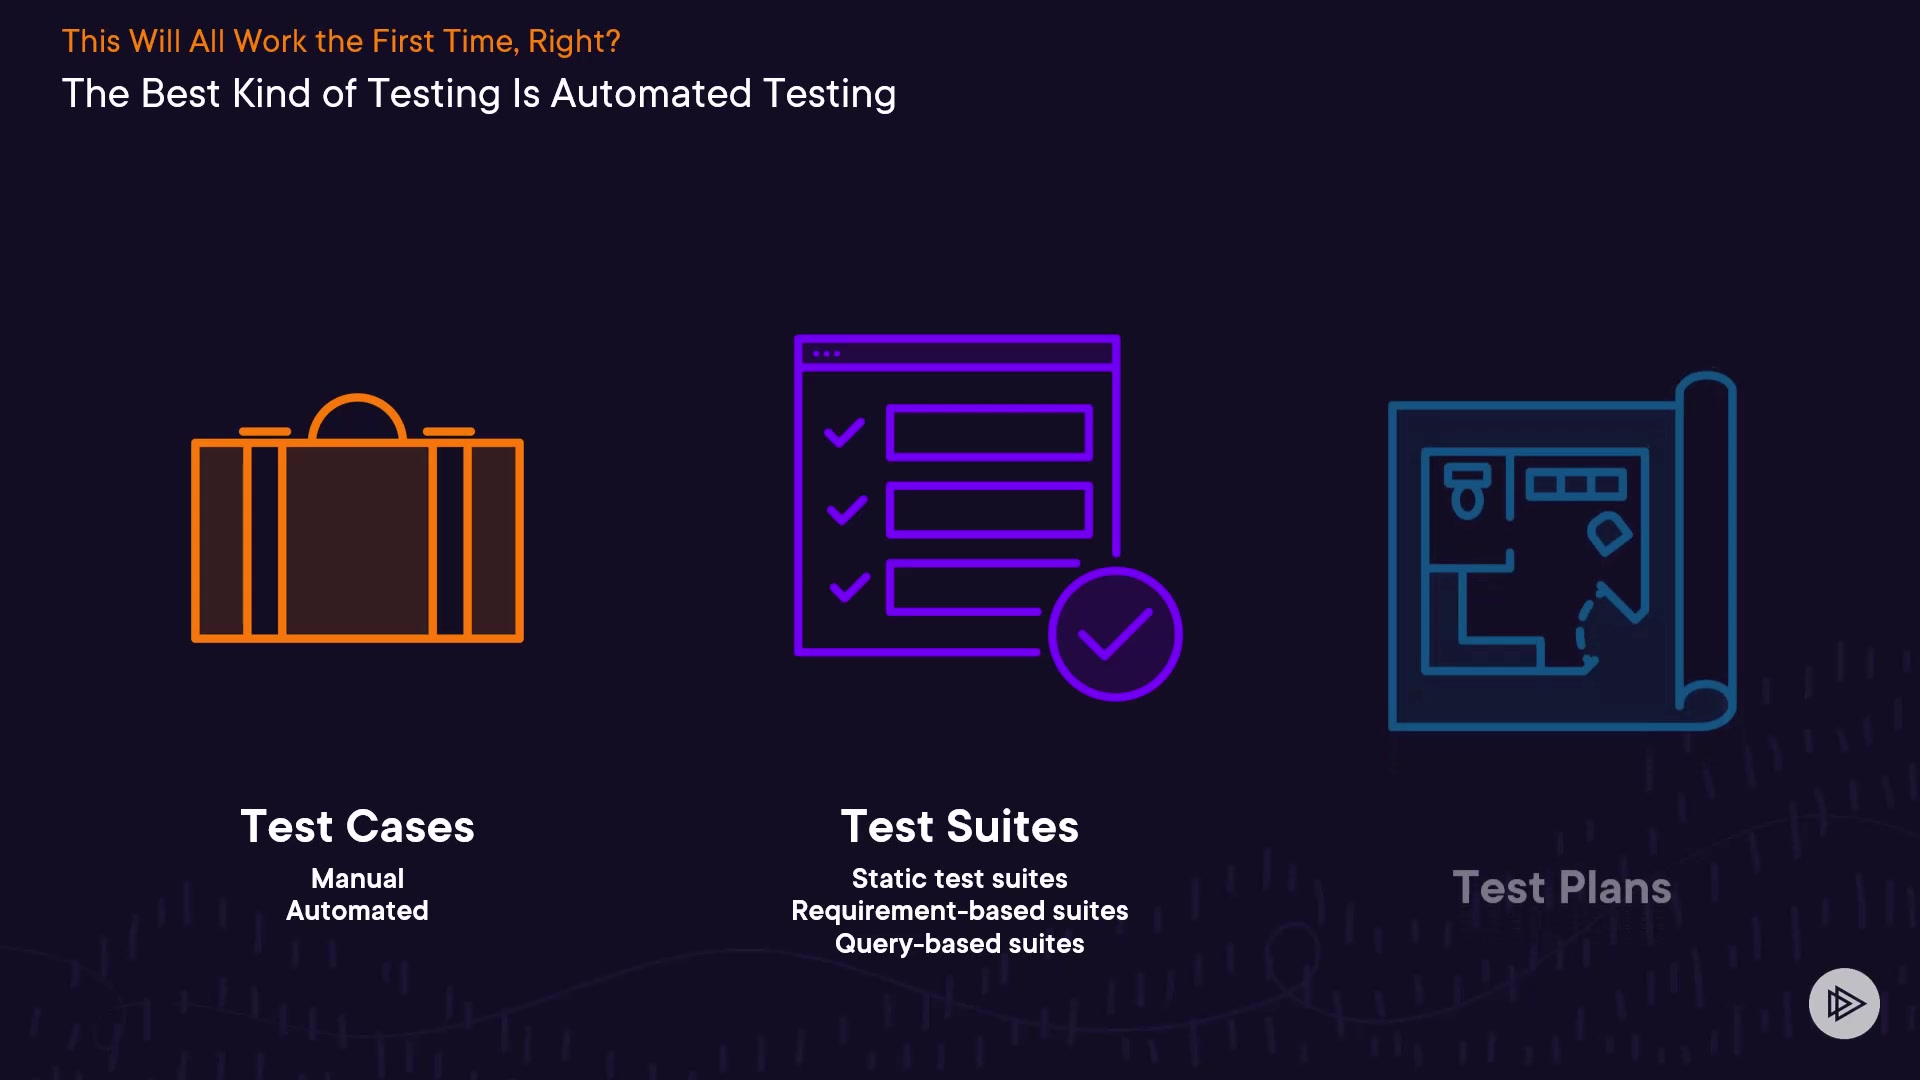 This Will All Work the First Time, Right?
The Best Kind of Testing Is Automated Testing
Test Cases
Manual
Automated
Test Suites
Static test suites
Requirement-based suites
Query-based suites
Test Plans